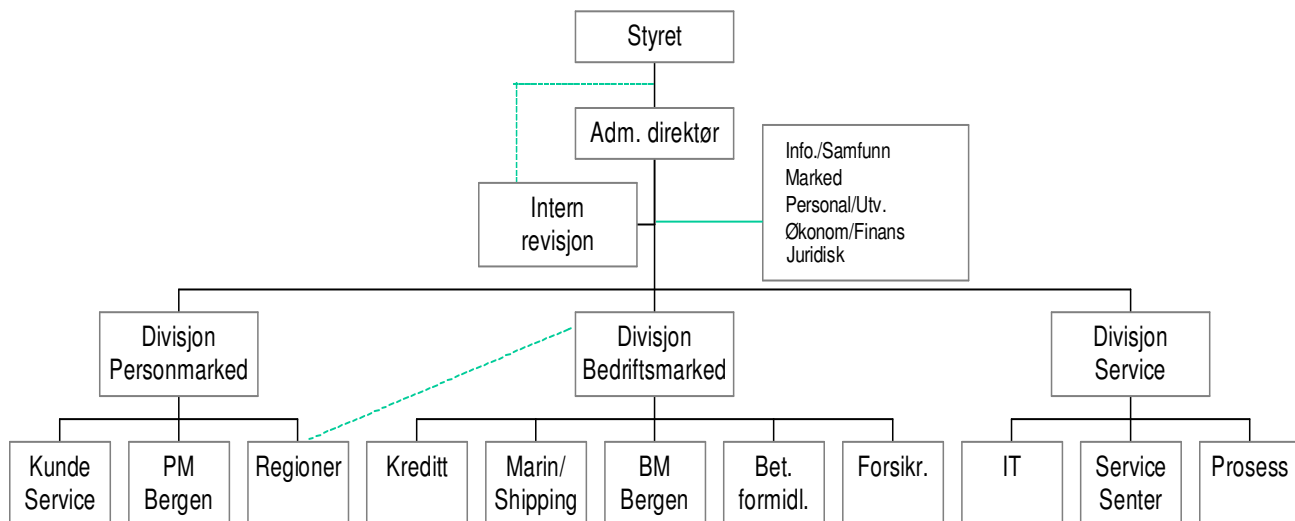 Styret
Adm. direktør
Info./Samfunn
Marked
Personal/Utv.
Økonom/Finans
Juridisk
Intern
revisjon
Divisjon
Personmarked
Divisjon
Bedriftsmarked
Divisjon
Service
Kunde
Service
PM
Bergen
Regioner
Kreditt
Marin/
Shipping
BM
Bergen
Bet.
formidl.
Forsikr.
IT
Service
Senter
Prosess